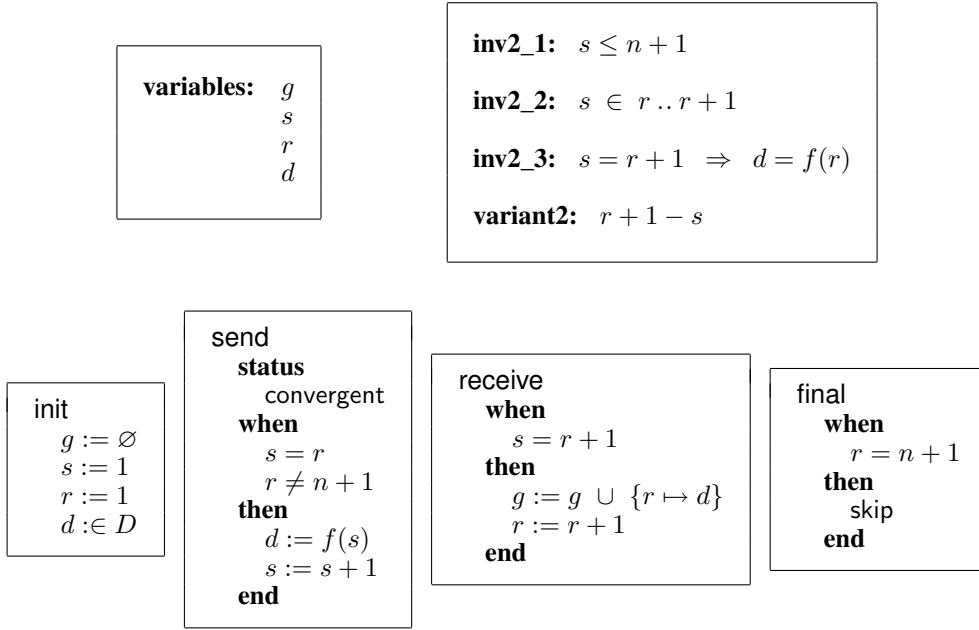 variables: g
s
r
d
inv2_1: s ≤ n + 1
inv2_2: s ∈ r .. r + 1
inv2_3: s = r + 1 ⇒ d = f(r)
variant2: r + 1 − s
init
g := ∅
s := 1
r := 1
d :∈ D
send
status
convergent
when
s = r
r ≠ n + 1
then
d := f(s)
s := s + 1
end
receive
when
s = r + 1
then
g := g ∪ {r ↦ d}
r := r + 1
end
final
when
r = n + 1
then
skip
end